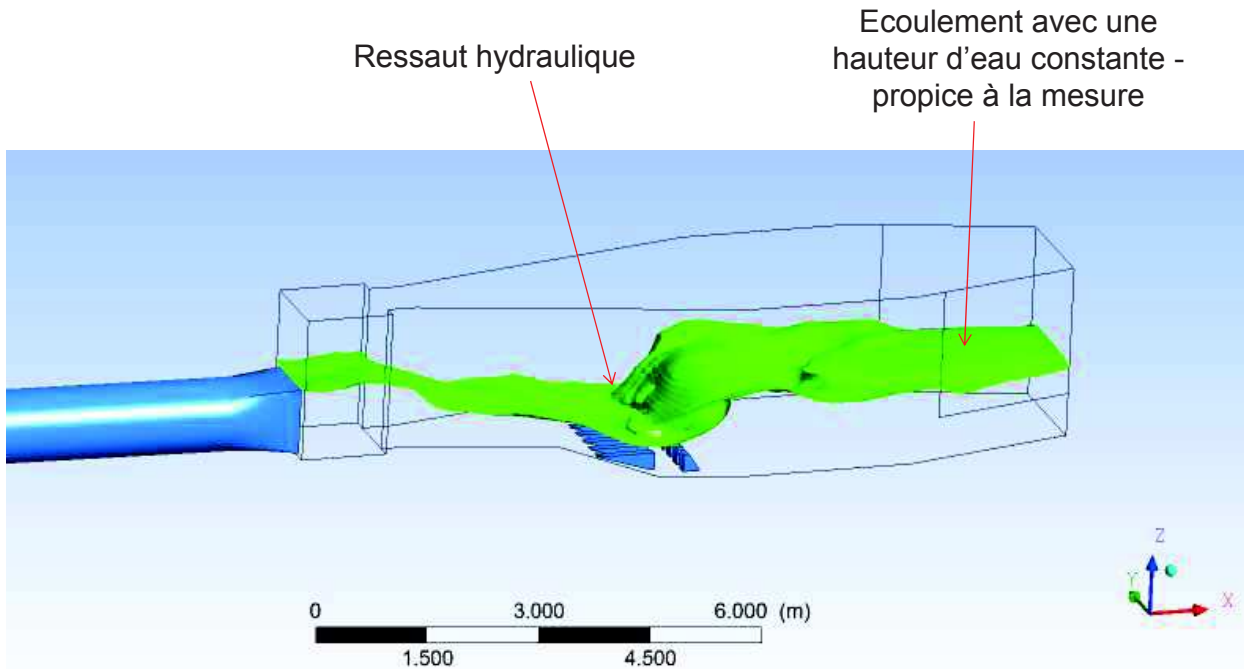 Ressaut hydraulique
Ecoulement avec une
hauteur d'eau constante -
propice à la mesure
0 3.000 6.000 (m)
1.500 4.500
Z
Y
X